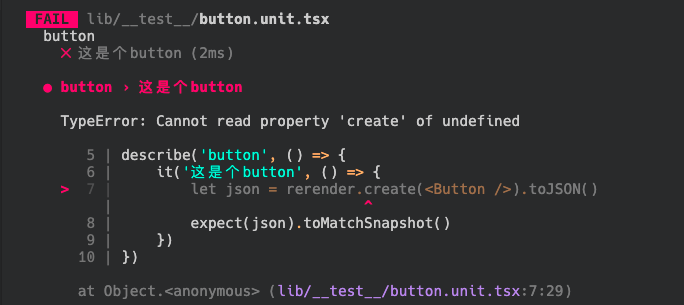 FAIL lib/__test__/button.unit.tsx
button
✕ 这是个button (2ms)
● button › 这是个button
TypeError: Cannot read property 'create' of undefined
5 | describe('button', () => {
6 | it('这是个button', () => {
> 7 | let json = rerender.create(<Button />).toJSON()
| ^
8 | expect(json).toMatchSnapshot()
9 | })
10 | })
at Object.<anonymous> (lib/__test__/button.unit.tsx:7:29)